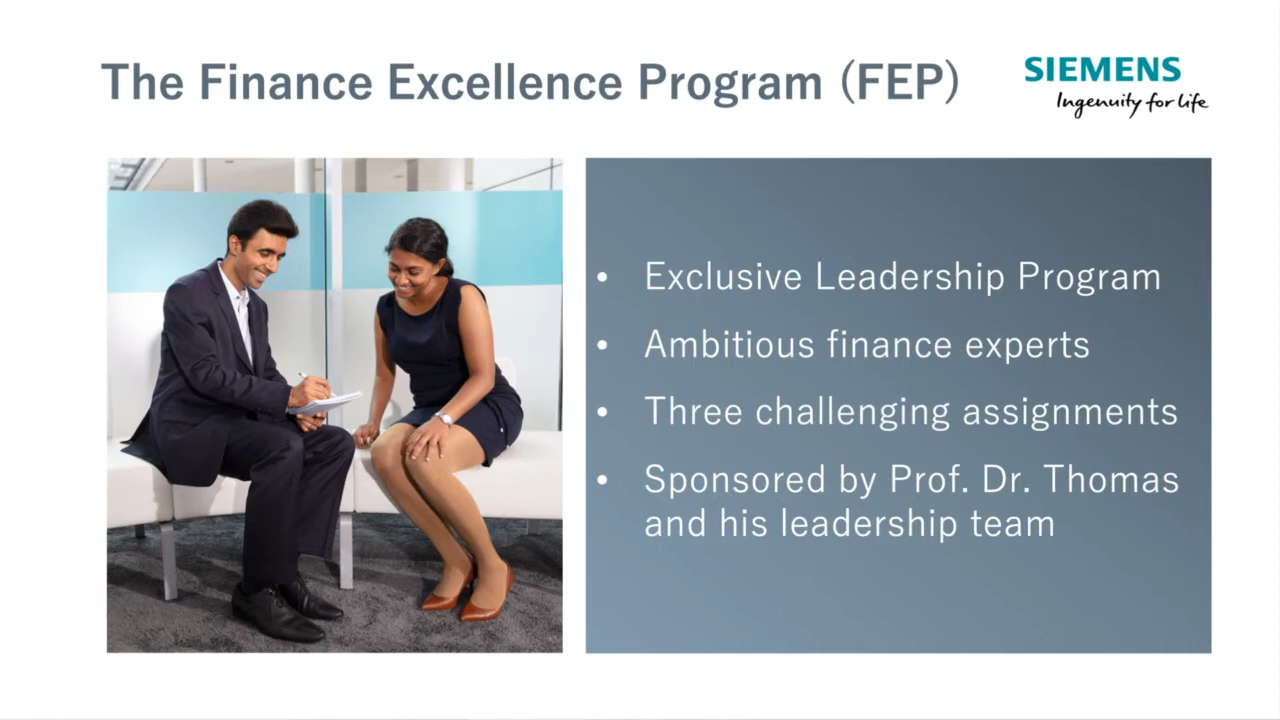 The Finance Excellence Program (FEP)
SIEMENS
Ingenuity for life
• Exclusive Leadership Program
• Ambitious finance experts
• Three challenging assignments
• Sponsored by Prof. Dr. Thomas
and his leadership team